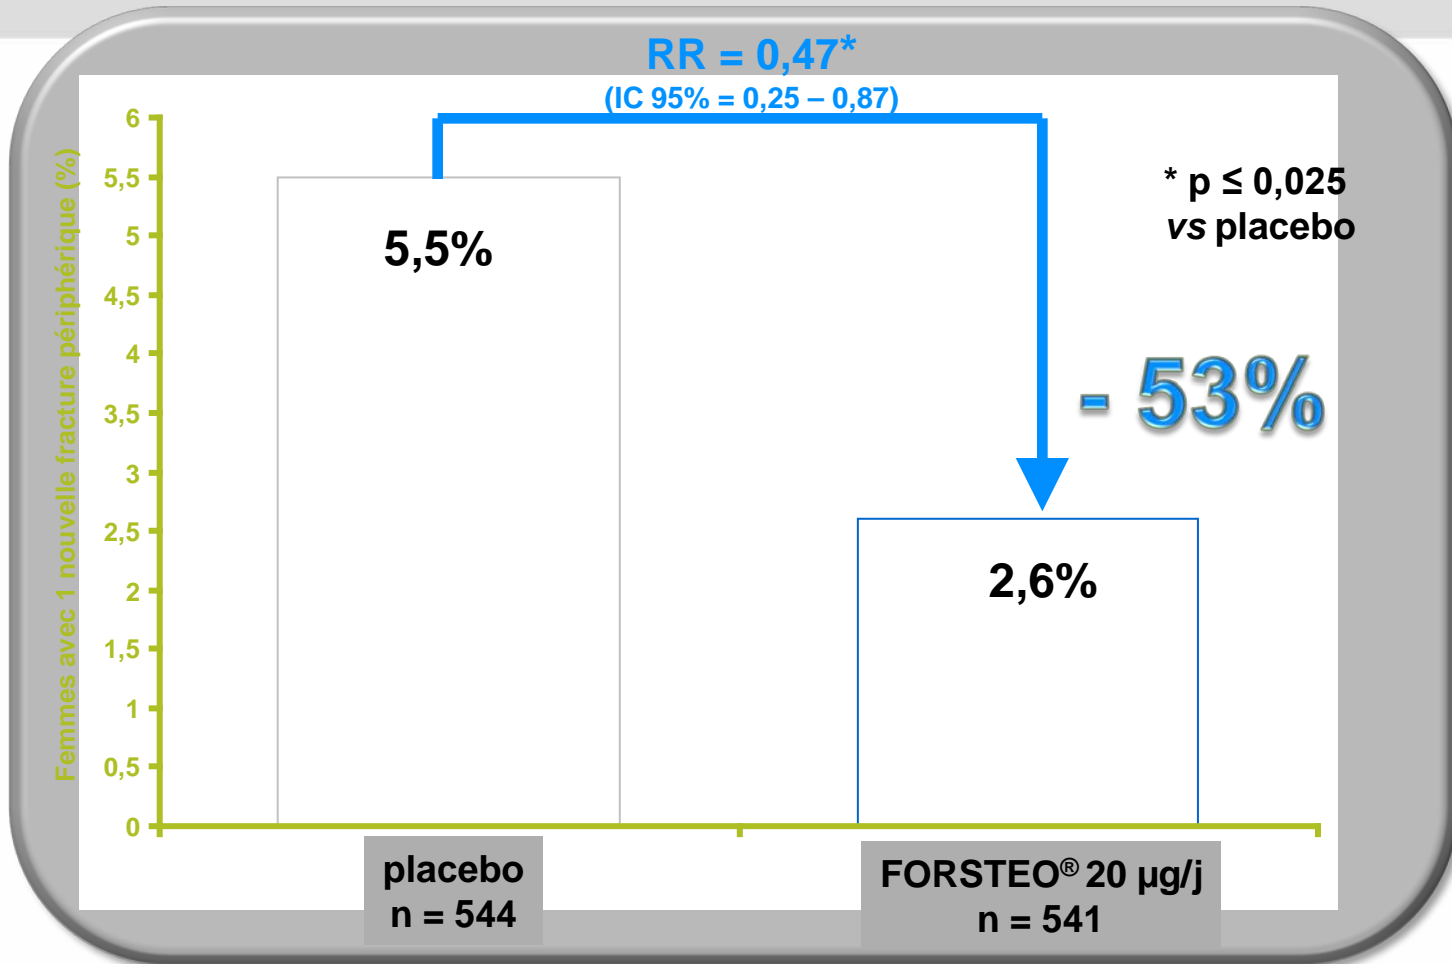 RR = 0,47*
(IC 95% = 0,25 – 0,87)
Femmes avec 1 nouvelle fracture périphérique (%)
6
5,5
5
4,5
4
3,5
3
2,5
2
1,5
1
0,5
0
5,5%
* p ≤ 0,025
vs placebo
- 53%
2,6%
placebo
n = 544
FORSTEO® 20 µg/j
n = 541